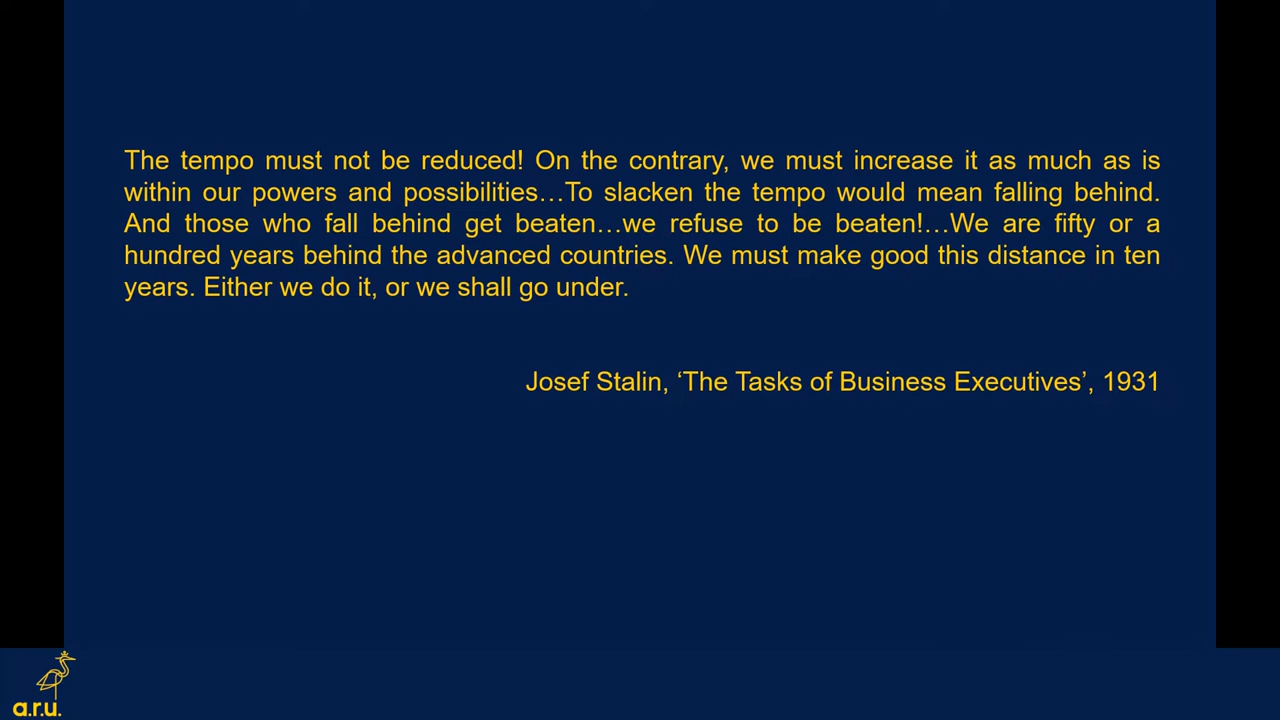 The tempo must not be reduced! On the contrary, we must increase it as much as is
within our powers and possibilities…To slacken the tempo would mean falling behind.
And those who fall behind get beaten…we refuse to be beaten!…We are fifty or a
hundred years behind the advanced countries. We must make good this distance in ten
years. Either we do it, or we shall go under.
Josef Stalin, ‘The Tasks of Business Executives’, 1931
a.r.u.